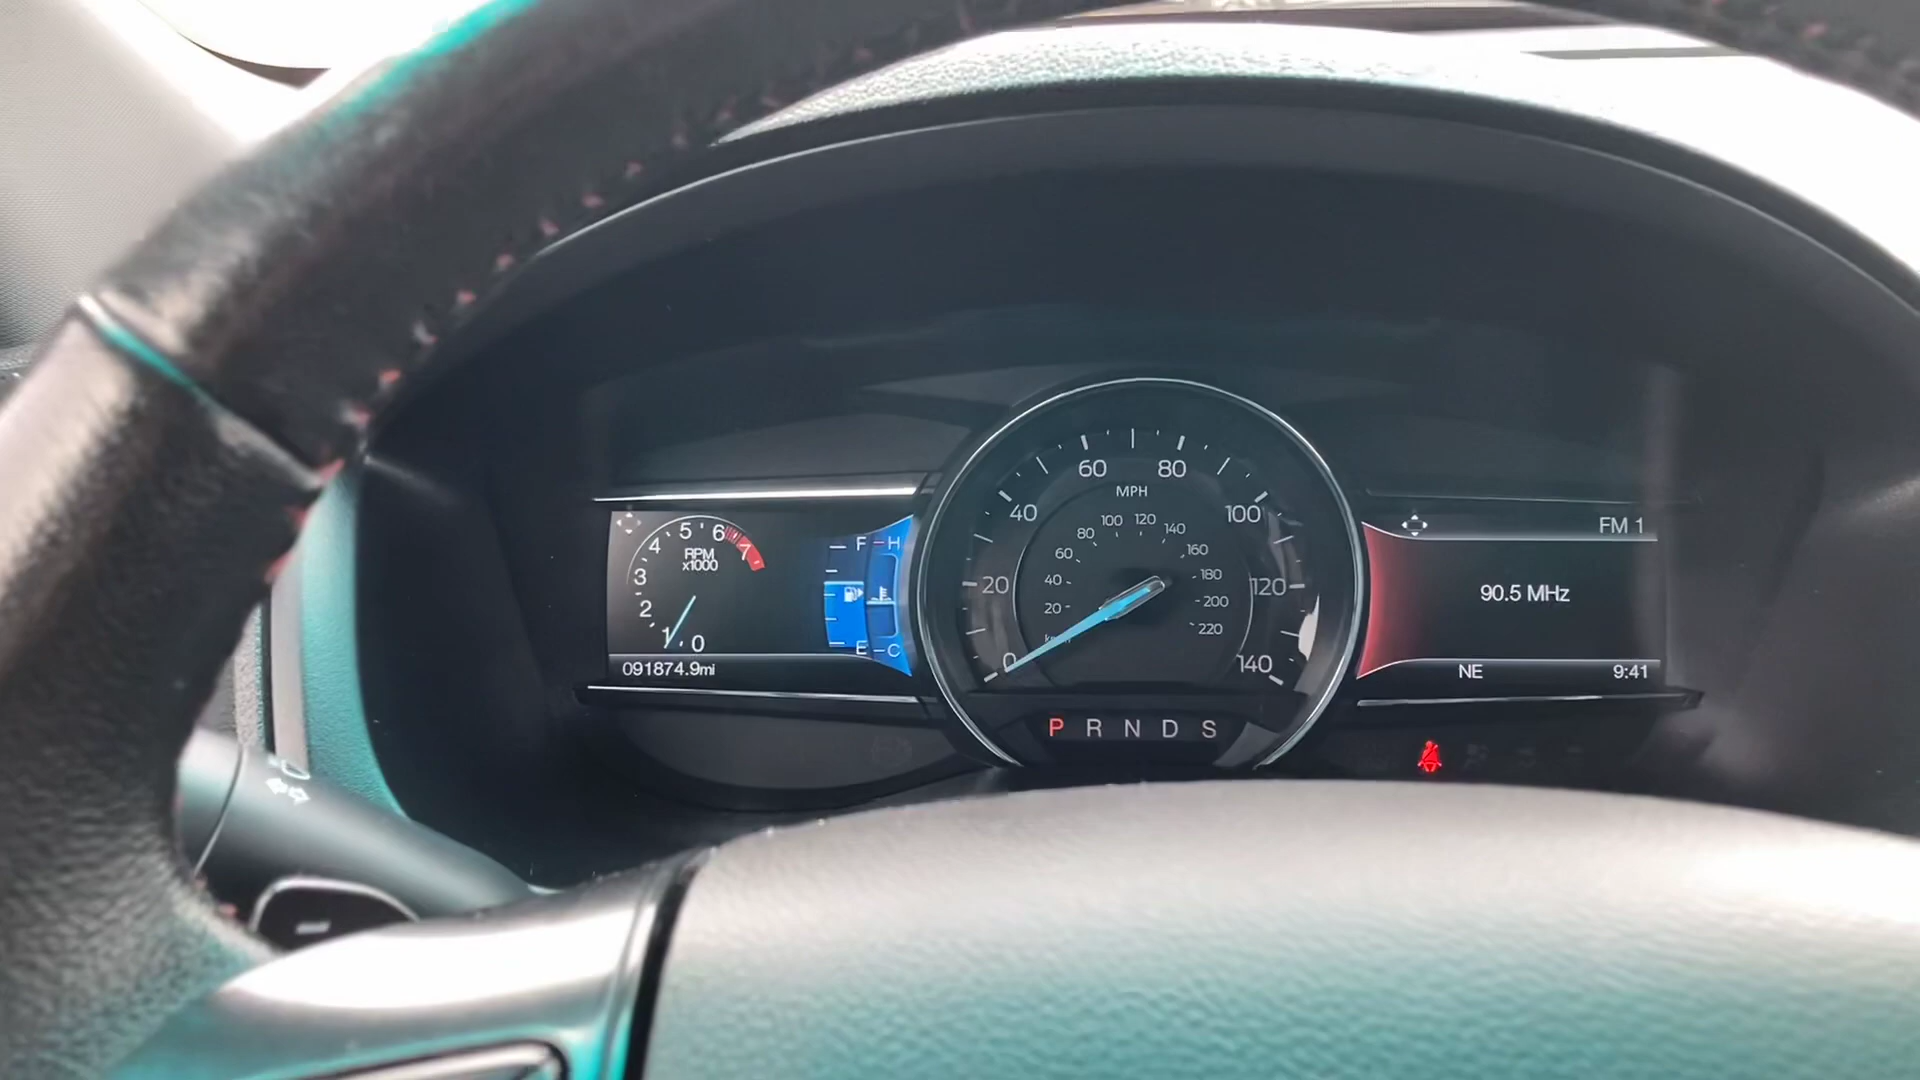 5 6
4 7
RPM
x1000
3
2
1 0
091874.9mi
F H
E C
60 80
MPH
40 100
20 120
0 140
100 120
80 140
60 160
40 180
20 200
220
P R N D S
FM 1
90.5 MHz
NE 9:41